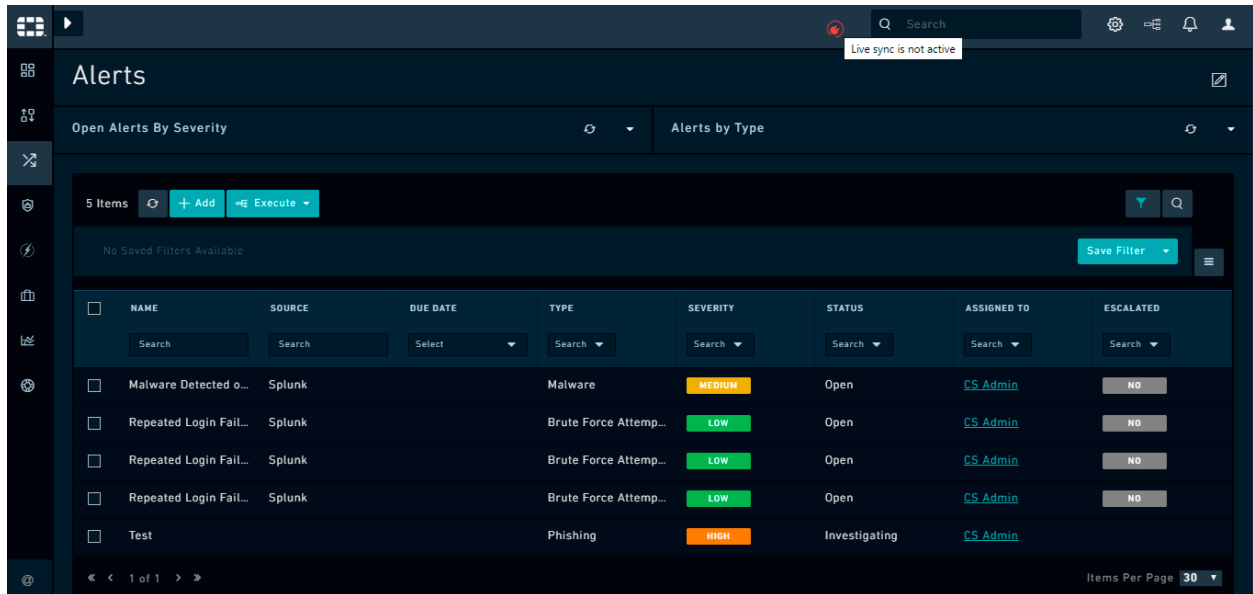 Search
Live sync is not active
Alerts
Open Alerts By Severity
Alerts by Type
5 Items + Add Execute
No Saved Filters Available
Save Filter
NAME SOURCE DUE DATE TYPE SEVERITY STATUS ASSIGNED TO ESCALATED
Search Search Select Search Search Search Search Search
Malware Detected o... Splunk Malware MEDIUM Open CS Admin NO
Repeated Login Fail... Splunk Brute Force Attemp... LOW Open CS Admin NO
Repeated Login Fail... Splunk Brute Force Attemp... LOW Open CS Admin NO
Repeated Login Fail... Splunk Brute Force Attemp... LOW Open CS Admin NO
Test Phishing HIGH Investigating CS Admin
@ « < 1 of 1 > » Items Per Page 30